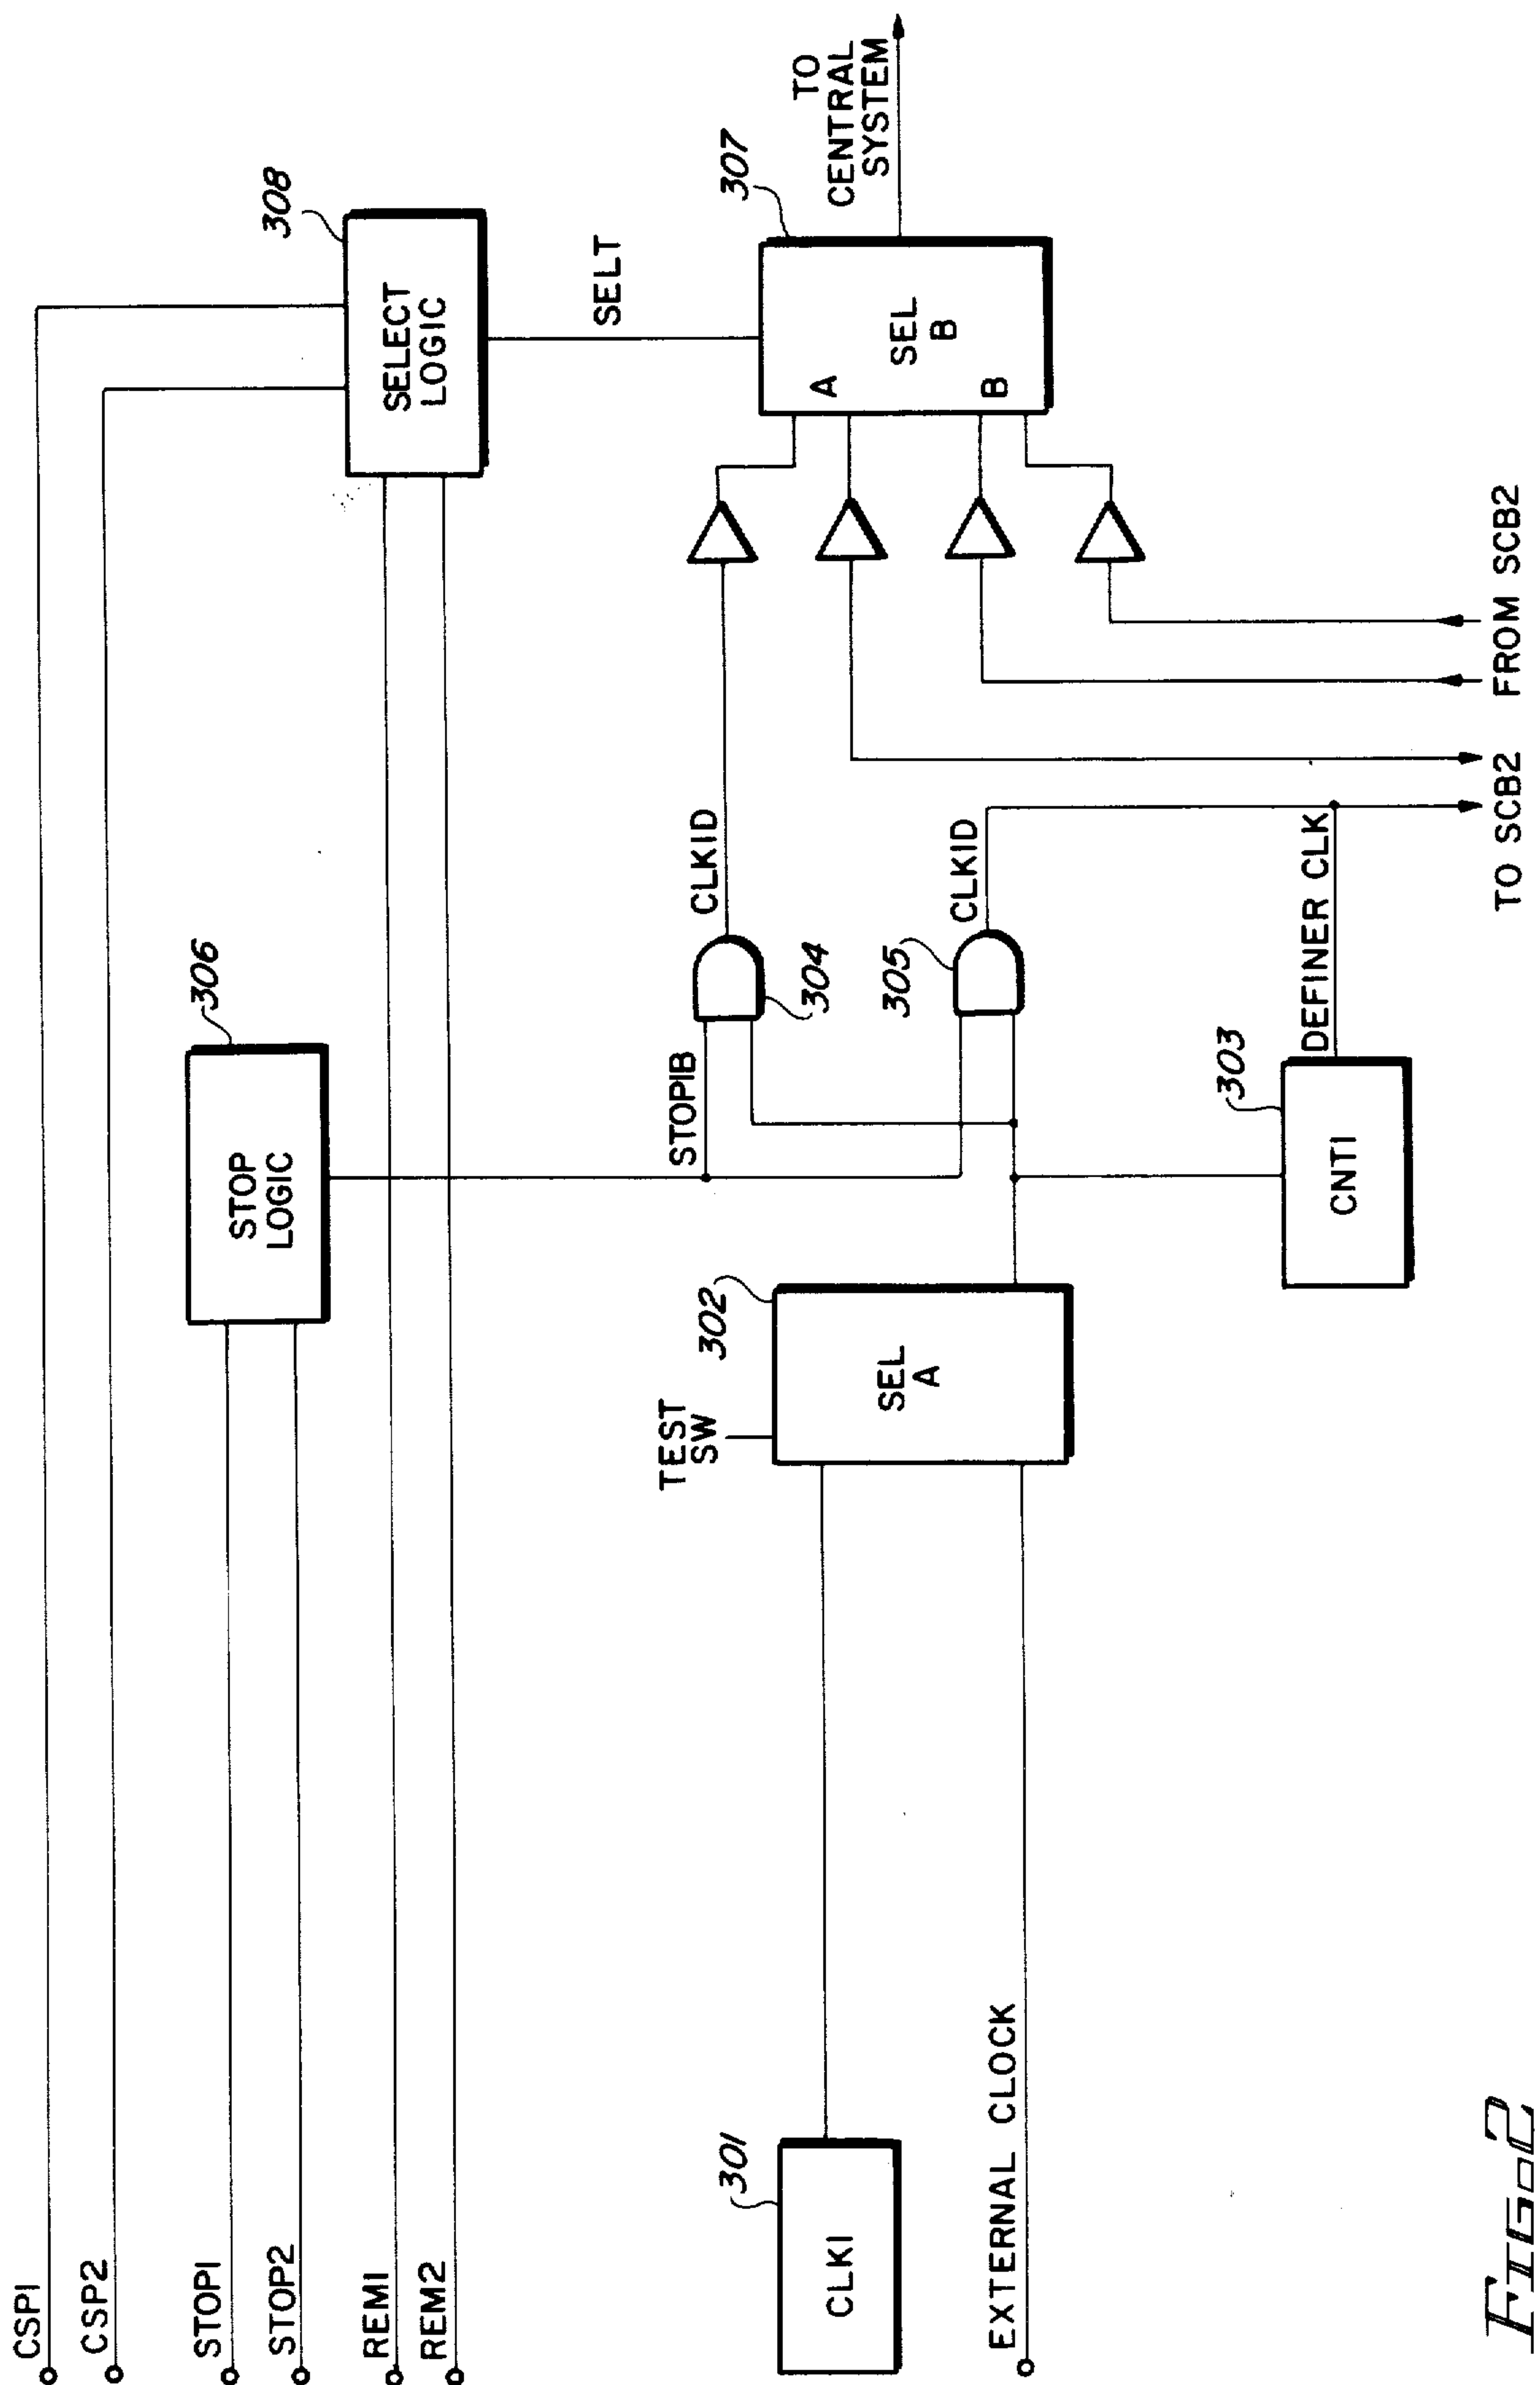 CSP1
CSP2
STOP1
STOP2
REM1
REM2
306
STOP
LOGIC
308
SELECT
LOGIC
SELT
301
CLK1
EXTERNAL CLOCK
TEST
SW
302
SEL
A
STOP1B
304
CLK1D
305
CLK1D
303
CNT1
DEFINER CLK
307
A
SEL
B
B
TO
CENTRAL
SYSTEM
TO SCB2
FROM SCB2
FIG-2